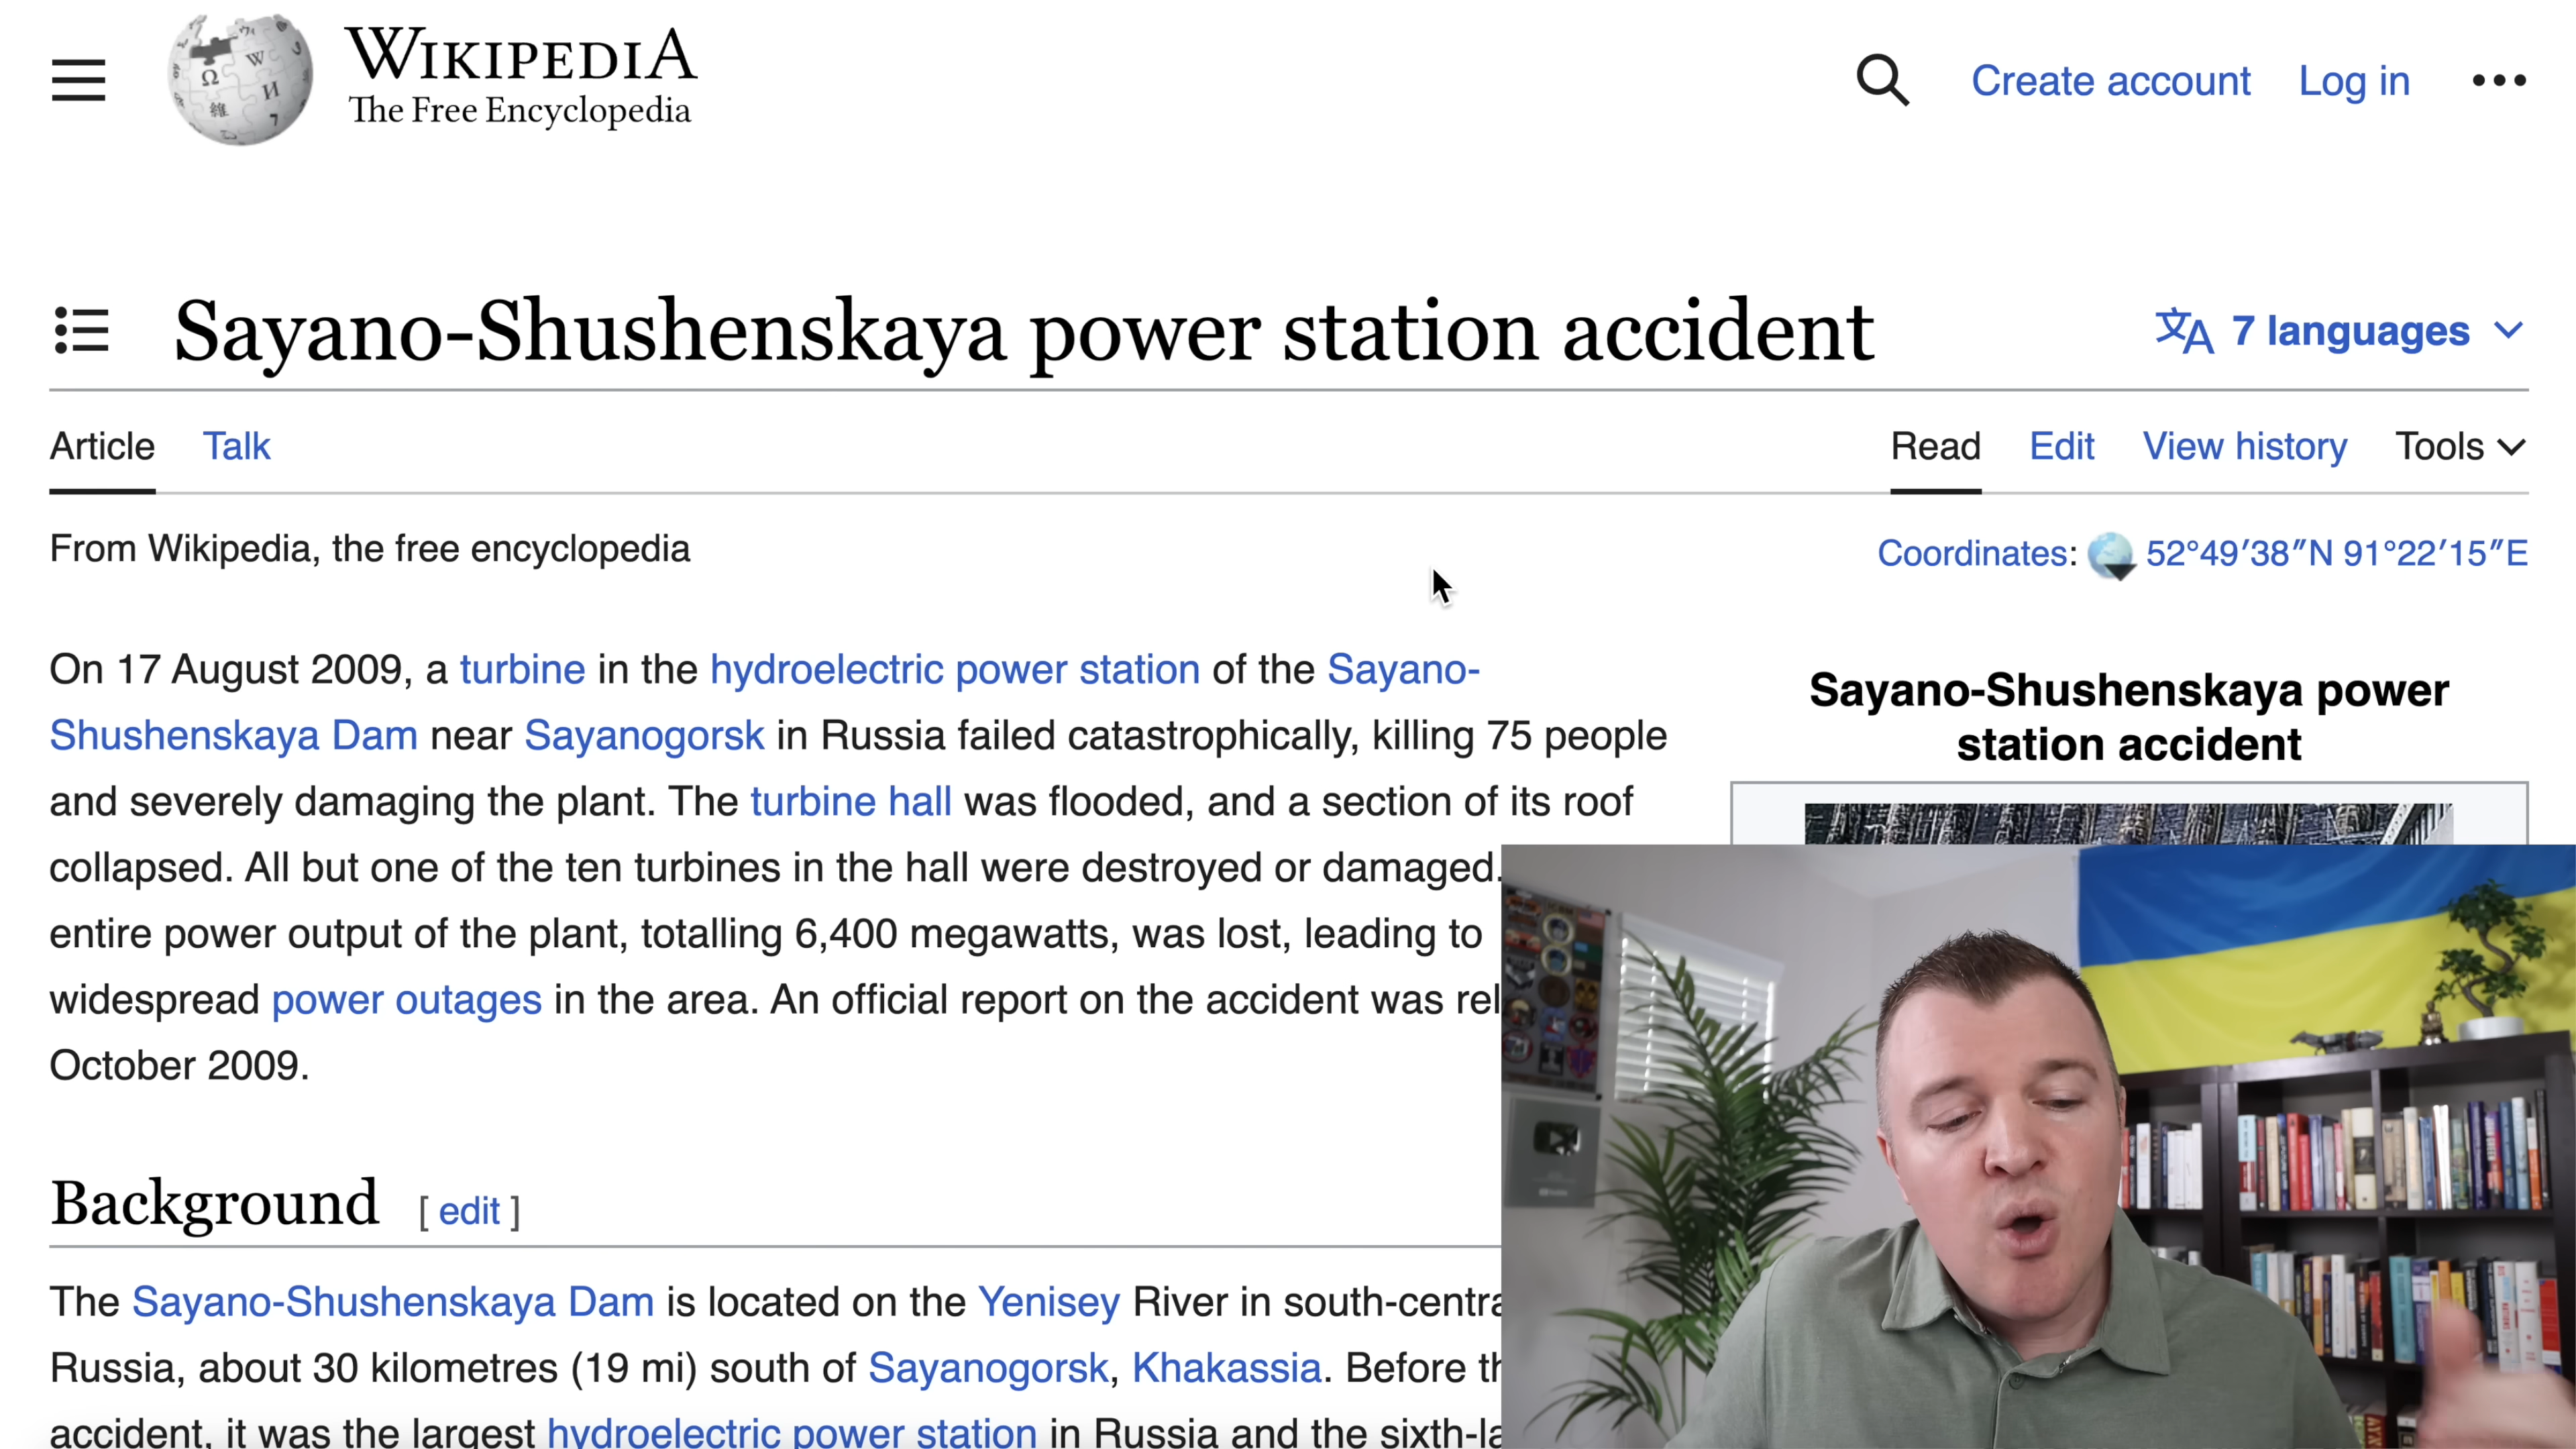 WIKIPEDIA
The Free Encyclopedia
Create account Log in
Sayano-Shushenskaya power station accident
7 languages
Article Talk
Read Edit View history Tools
From Wikipedia, the free encyclopedia
Coordinates: 52°49′38″N 91°22′15″E
On 17 August 2009, a turbine in the hydroelectric power station of the Sayano-
Shushenskaya Dam near Sayanogorsk in Russia failed catastrophically, killing 75 people
and severely damaging the plant. The turbine hall was flooded, and a section of its roof
collapsed. All but one of the ten turbines in the hall were destroyed or damaged.
entire power output of the plant, totalling 6,400 megawatts, was lost, leading to
widespread power outages in the area. An official report on the accident was rel
October 2009.
Sayano-Shushenskaya power
station accident
Background [ edit ]
The Sayano-Shushenskaya Dam is located on the Yenisey River in south-centra
Russia, about 30 kilometres (19 mi) south of Sayanogorsk, Khakassia. Before th
accident, it was the largest hydroelectric power station in Russia and the sixth-la